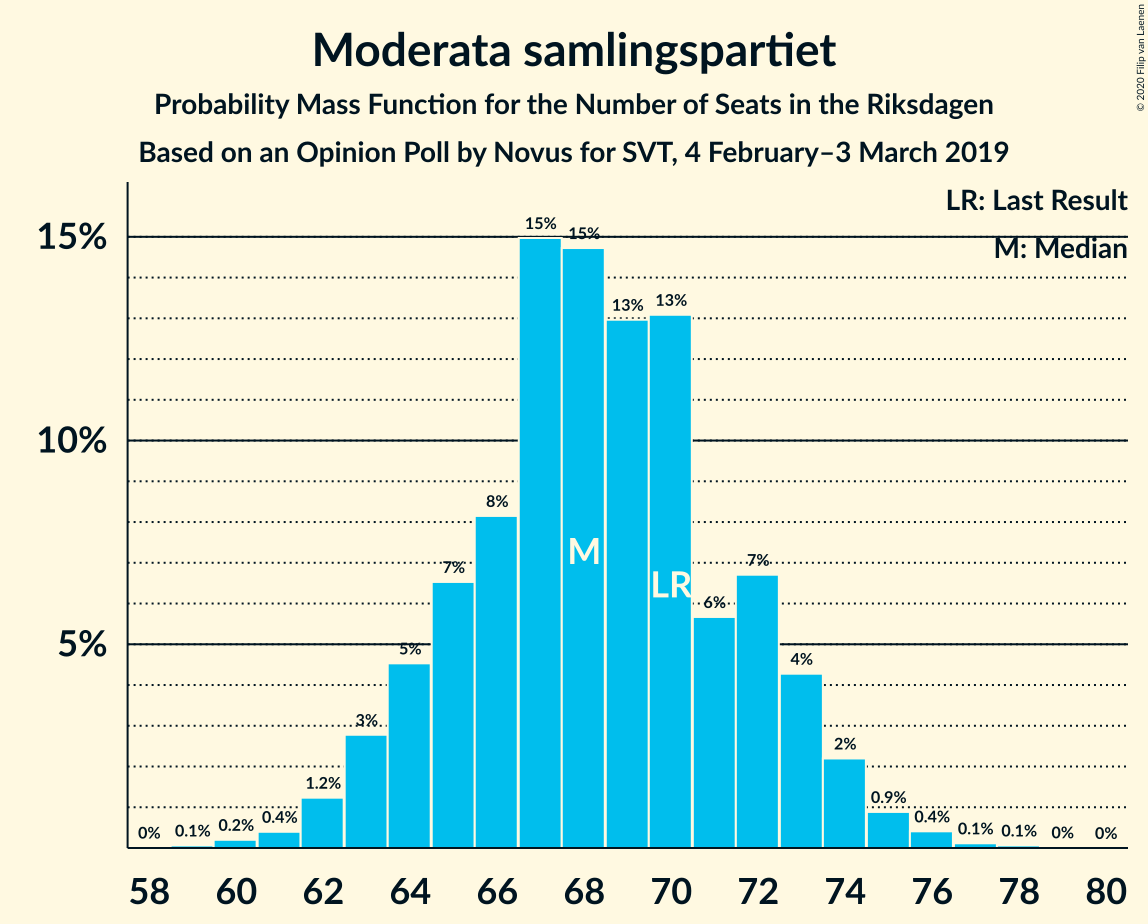 Moderata samlingspartiet
Probability Mass Function for the Number of Seats in the Riksdagen
Based on an Opinion Poll by Novus for SVT, 4 February–3 March 2019
© 2020 Filip van Laenen
LR: Last Result
M: Median
15%
10%
5%
0%
0.1%
0.2%
0.4%
1.2%
3%
5%
7%
8%
15%
15%
13%
13%
6%
7%
4%
2%
0.9%
0.4%
0.1%
0.1%
0%
0%
M
LR
58 60 62 64 66 68 70 72 74 76 78 80